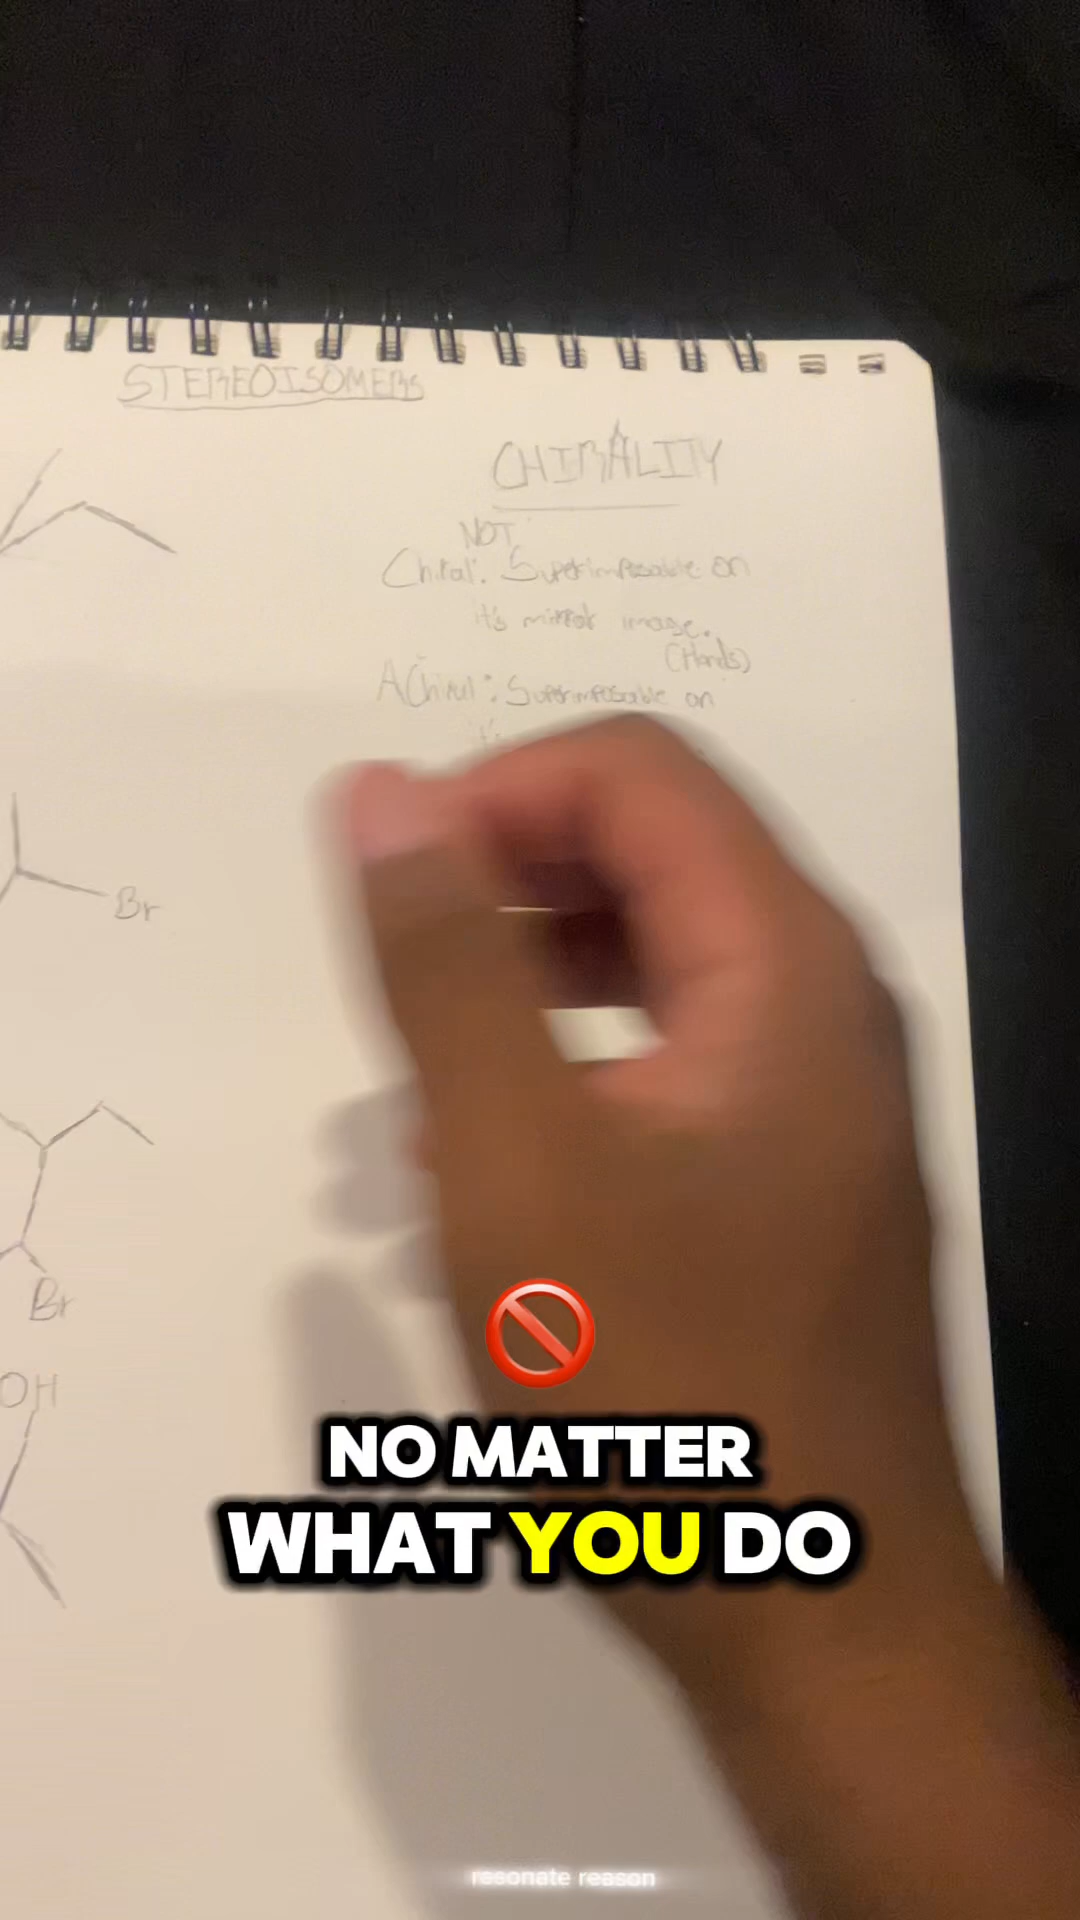 STEREOISOMERS
CHIRALITY
NOT
Chiral: Superimposable on
it's mirror image.
(Hands)
AChiral: Superimposable on
it's
Br
Br
OH
NO MATTER
WHAT YOU DO
resonate reason